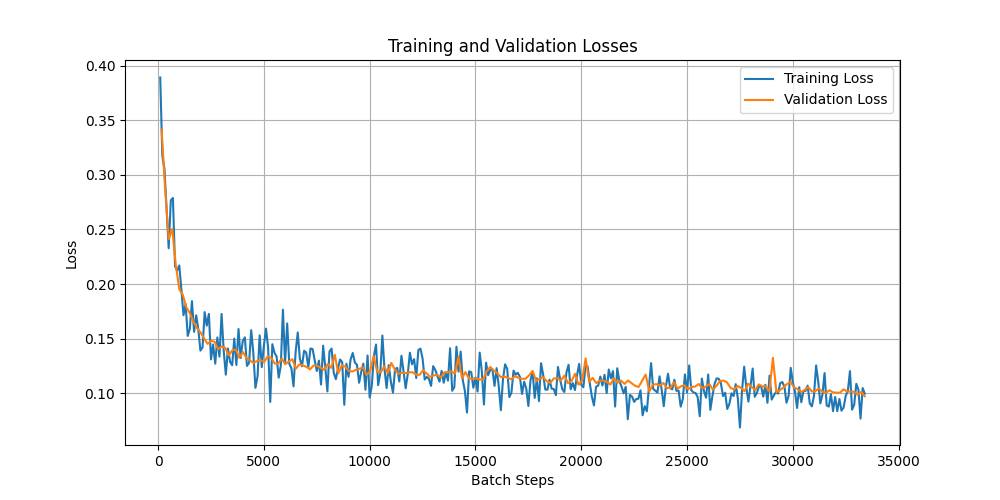 Training and Validation Losses
Training Loss
Validation Loss
Loss
0.40
0.35
0.30
0.25
0.20
0.15
0.10
0 5000 10000 15000 20000 25000 30000 35000
Batch Steps